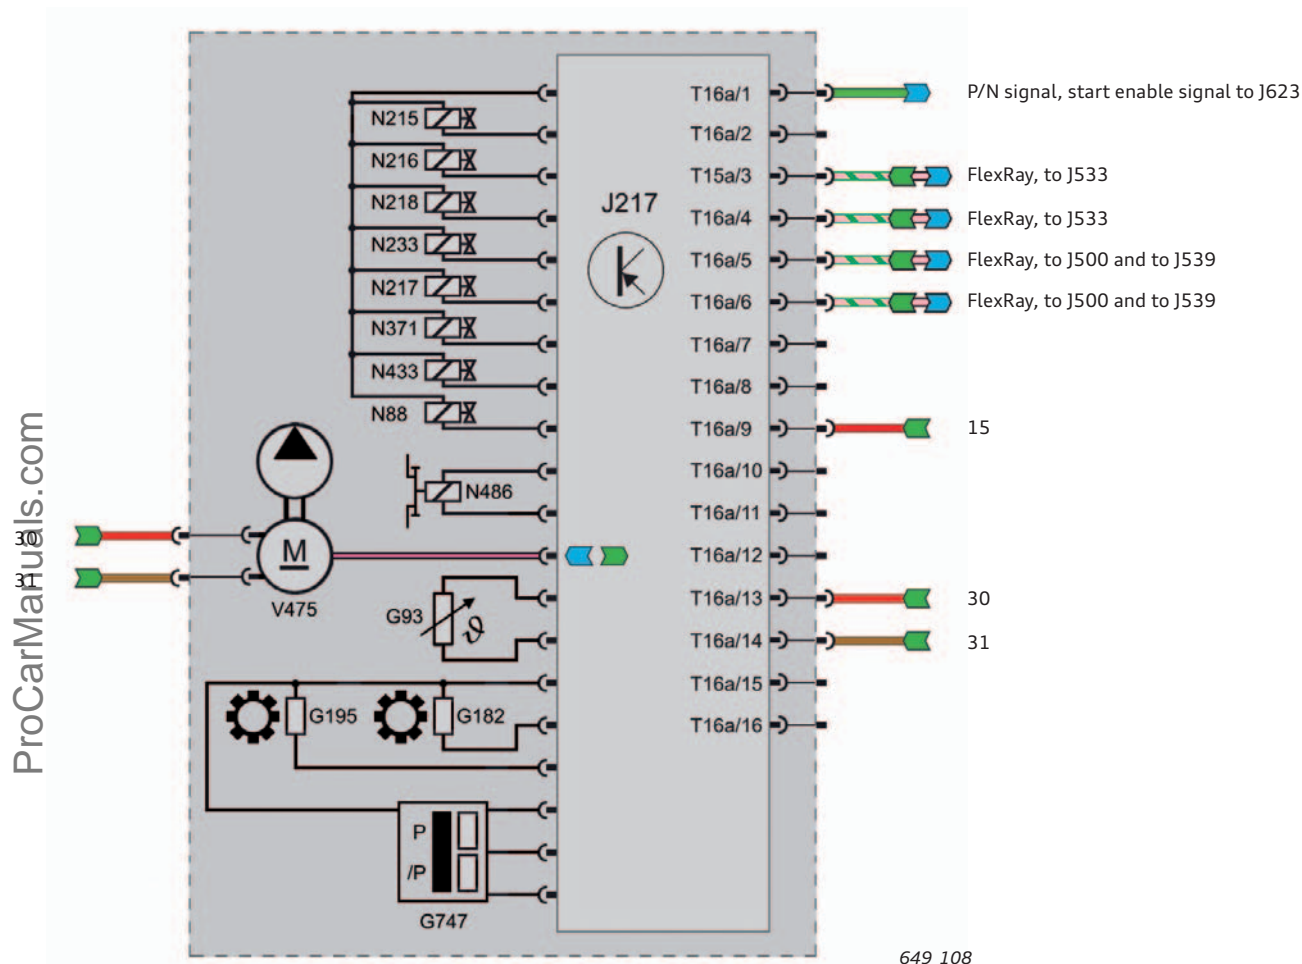 T16a/1
P/N signal, start enable signal to J623
N215
T16a/2
N216
T15a/3
FlexRay, to J533
N218
J217
T16a/4
FlexRay, to J533
N233
T16a/5
FlexRay, to J500 and to J539
N217
T16a/6
FlexRay, to J500 and to J539
N371
T16a/7
N433
T16a/8
N88
T16a/9
15
T16a/10
N486
T16a/11
30
M
T16a/12
31
V475
T16a/13
30
G93
ϑ
T16a/14
31
T16a/15
G195
G182
T16a/16
P
/P
G747
649_108
ProCarManuals.com